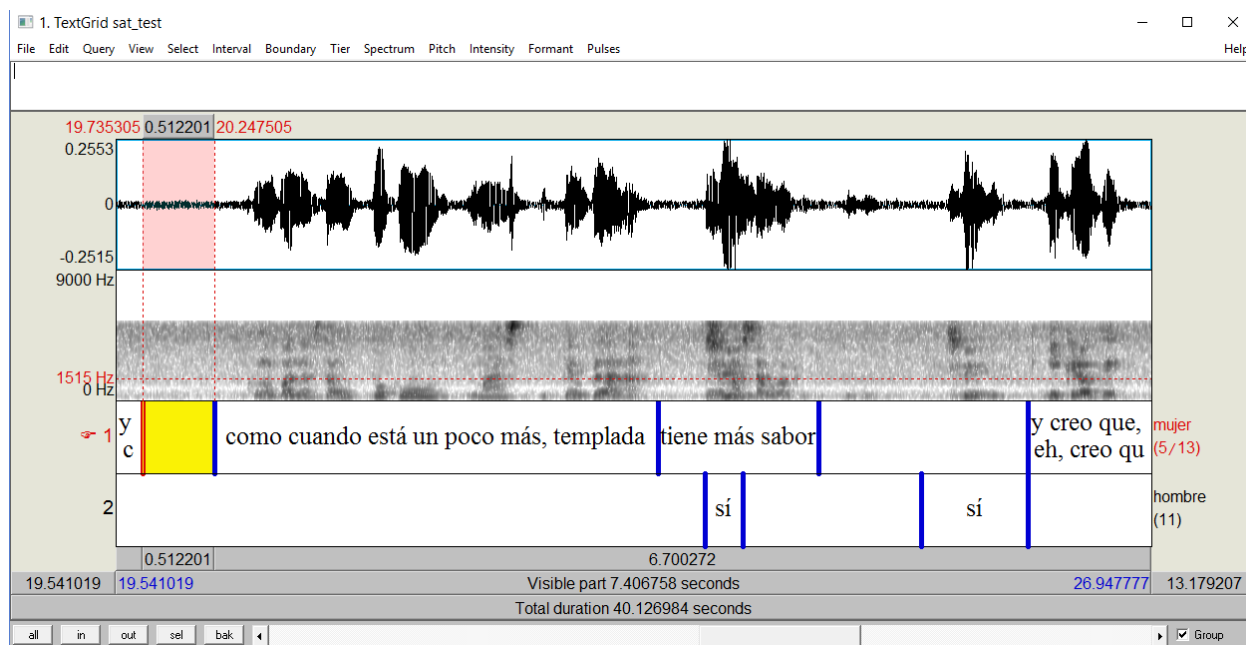 1. TextGrid sat_test
File Edit Query View Select Interval Boundary Tier Spectrum Pitch Intensity Formant Pulses Help
19.735305 0.512201 20.247505
0.2553
0
-0.2515
9000 Hz
1515 Hz
0 Hz
☞ 1
y
c
como cuando está un poco más, templada
tiene más sabor
y creo que,
eh, creo qu
mujer
(5/13)
2
sí
sí
hombre
(11)
0.512201 6.700272
19.541019 19.541019 Visible part 7.406758 seconds 26.947777 13.179207
Total duration 40.126984 seconds
all in out sel bak Group